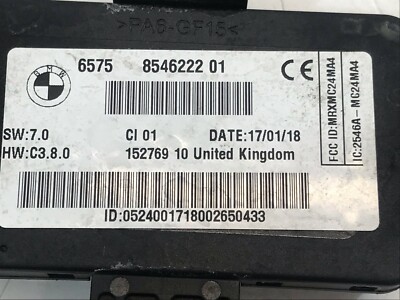 >PA6-GF15<
BMW
6575 8546222 01
CE
SW:7.0 CI 01 DATE:17/01/18
HW:C3.8.0 152769 10 United Kingdom
ID:0524001718002650433
FCC ID:MRXMC24MA4
IC:2546A-MC24MA4